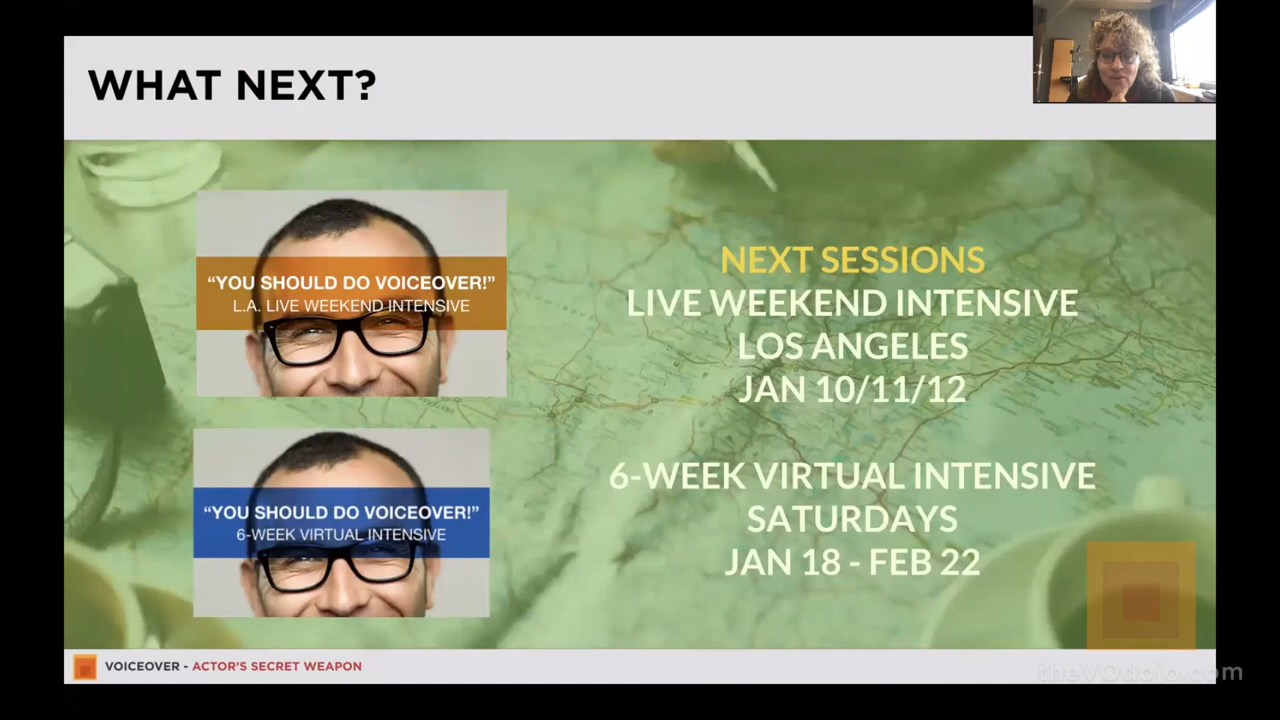 WHAT NEXT?
“YOU SHOULD DO VOICEOVER!”
L.A. LIVE WEEKEND INTENSIVE
“YOU SHOULD DO VOICEOVER!”
6-WEEK VIRTUAL INTENSIVE
NEXT SESSIONS
LIVE WEEKEND INTENSIVE
LOS ANGELES
JAN 10/11/12
6-WEEK VIRTUAL INTENSIVE
SATURDAYS
JAN 18 - FEB 22
VOICEOVER - ACTOR'S SECRET WEAPON
theVOdojo.com